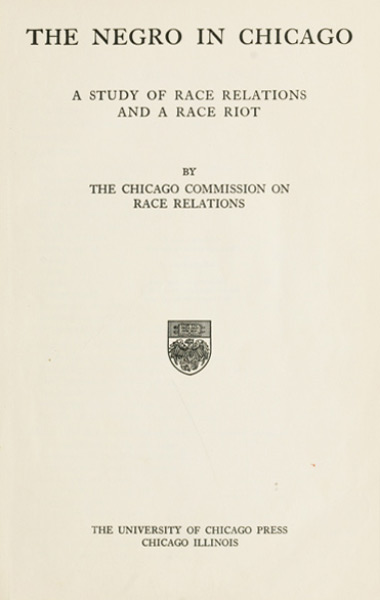 THE NEGRO IN CHICAGO
A STUDY OF RACE RELATIONS
AND A RACE RIOT
BY
THE CHICAGO COMMISSION ON
RACE RELATIONS
THE UNIVERSITY OF CHICAGO PRESS
CHICAGO ILLINOIS